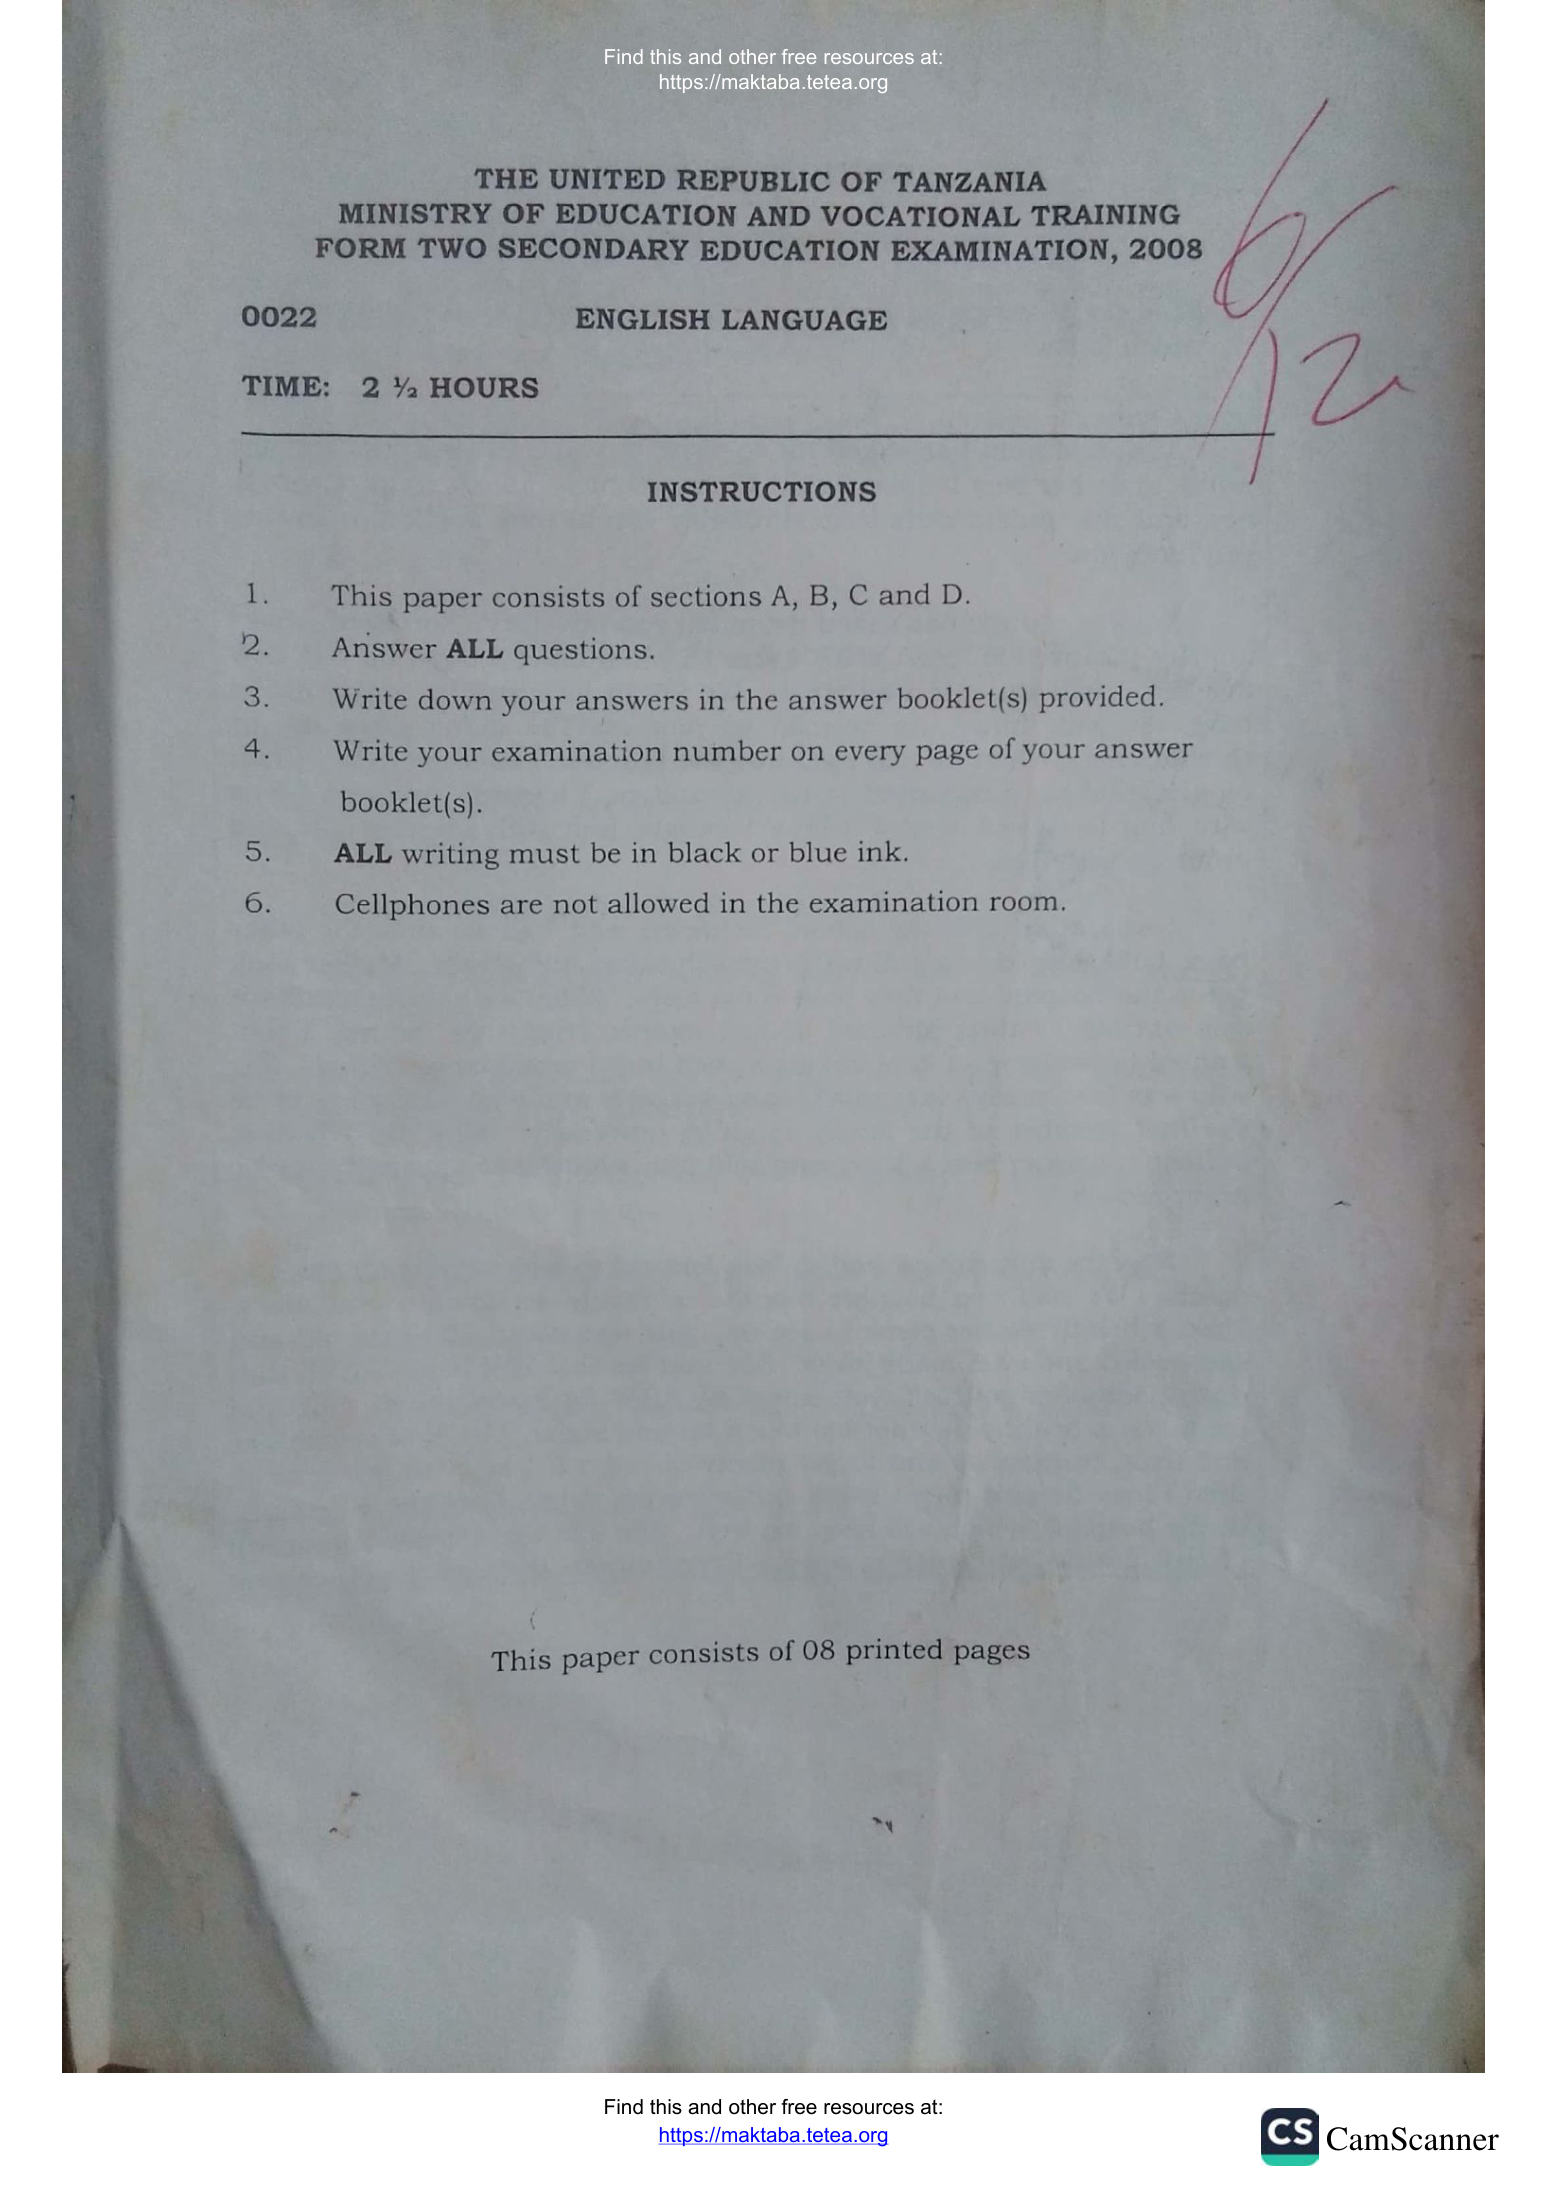 Find this and other free resources at:
https://maktaba.tetea.org
THE UNITED REPUBLIC OF TANZANIA
MINISTRY OF EDUCATION AND VOCATIONAL TRAINING
FORM TWO SECONDARY EDUCATION EXAMINATION, 2008
0022 ENGLISH LANGUAGE
TIME: 2 ½ HOURS
6/12
INSTRUCTIONS
1. This paper consists of sections A, B, C and D.
2. Answer ALL questions.
3. Write down your answers in the answer booklet(s) provided.
4. Write your examination number on every page of your answer
booklet(s).
5. ALL writing must be in black or blue ink.
6. Cellphones are not allowed in the examination room.
This paper consists of 08 printed pages
Find this and other free resources at:
https://maktaba.tetea.org
CS CamScanner